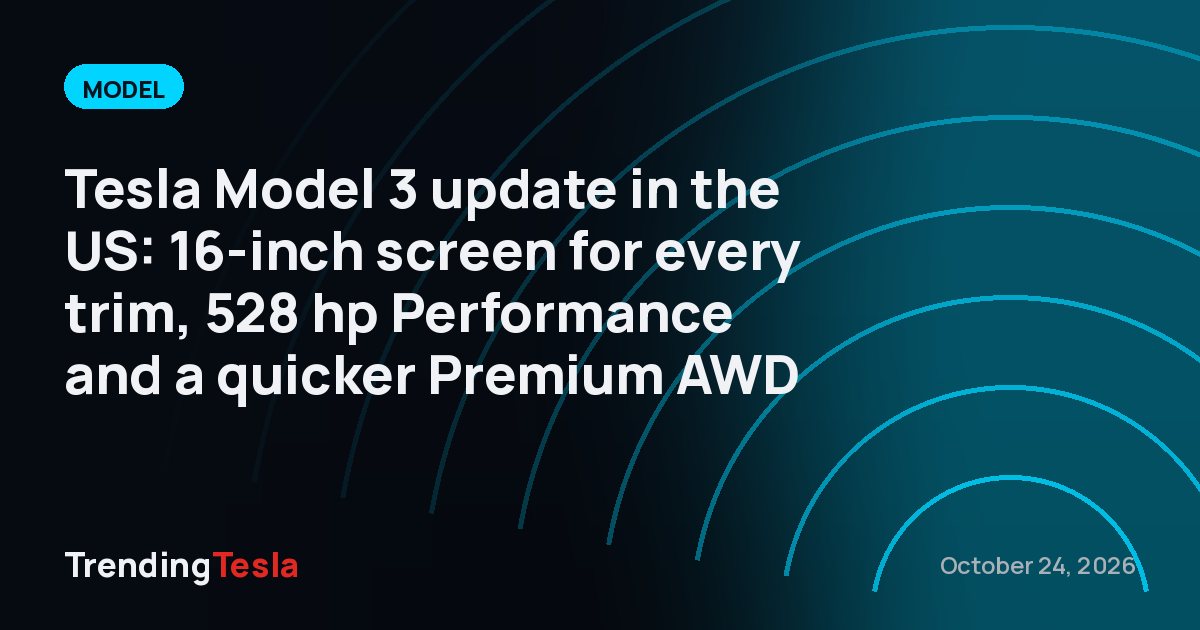 MODEL
Tesla Model 3 update in the
US: 16-inch screen for every
trim, 528 hp Performance
and a quicker Premium AWD
TrendingTesla
October 24, 2026